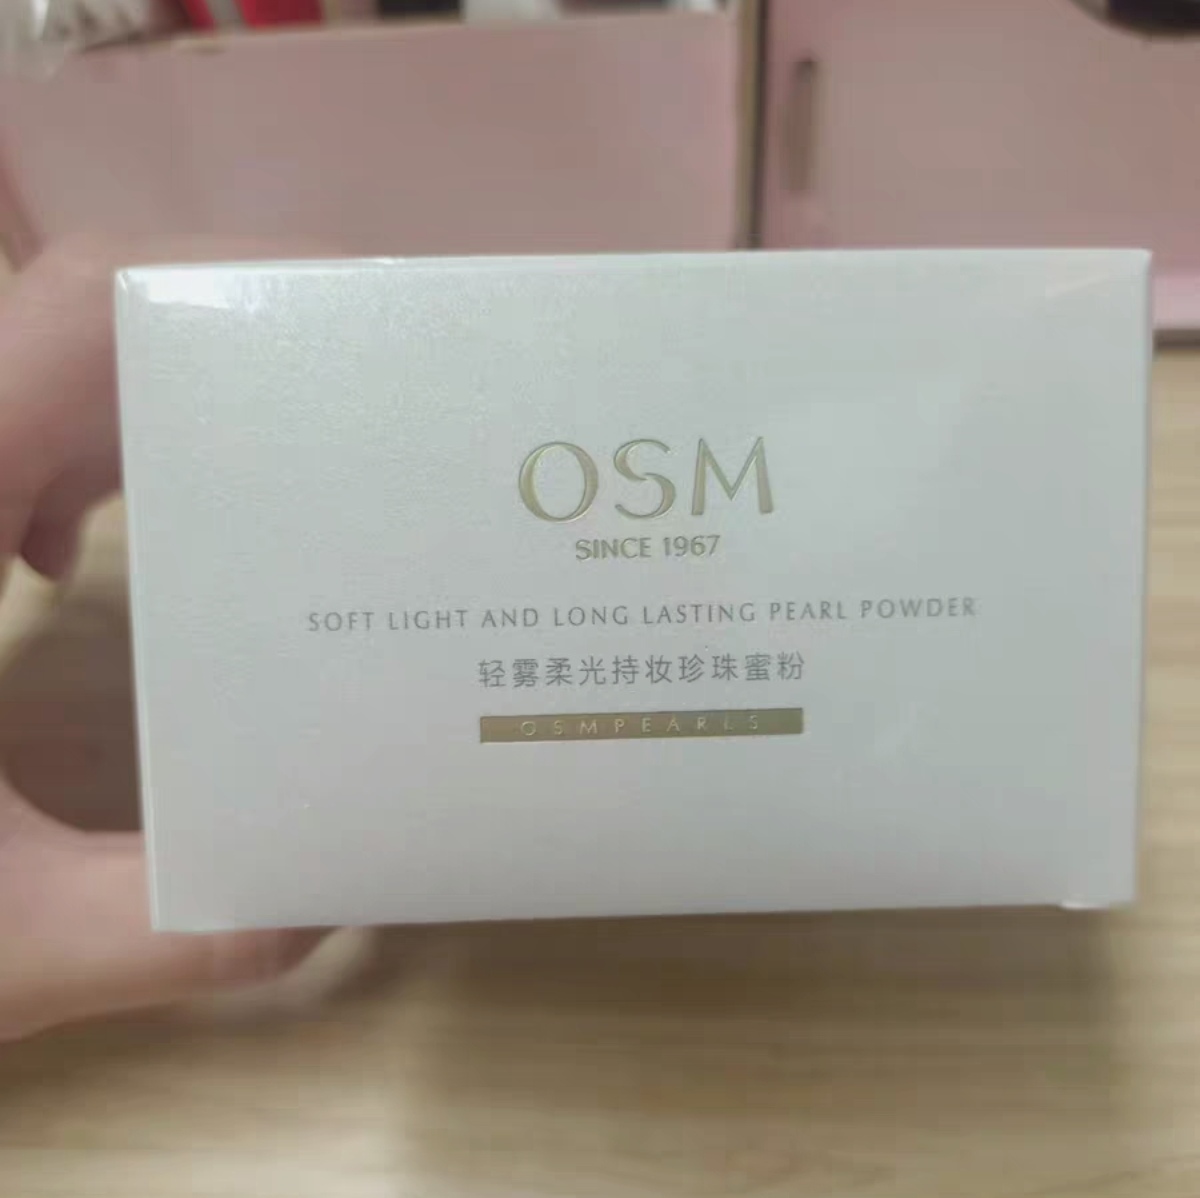 OSM
SINCE 1967
SOFT LIGHT AND LONG LASTING PEARL POWDER
轻雾柔光持妆珍珠蜜粉
OSMPEARLS